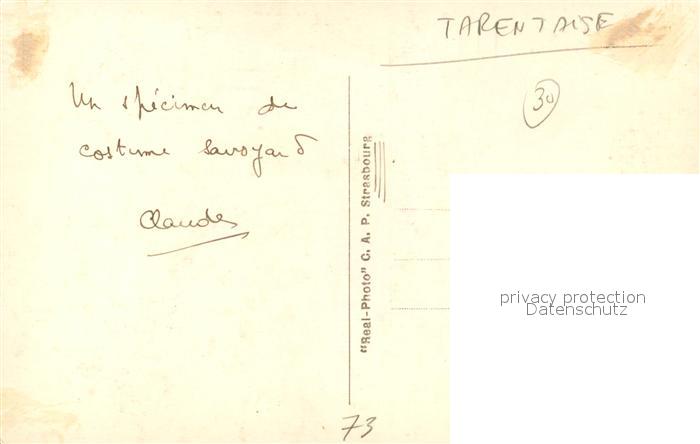 TARENTAISE
30
Un spécimen de
costume savoyard
Claude
"Real-Photo" C. A. P. Strasbourg
privacy protection
Datenschutz
73